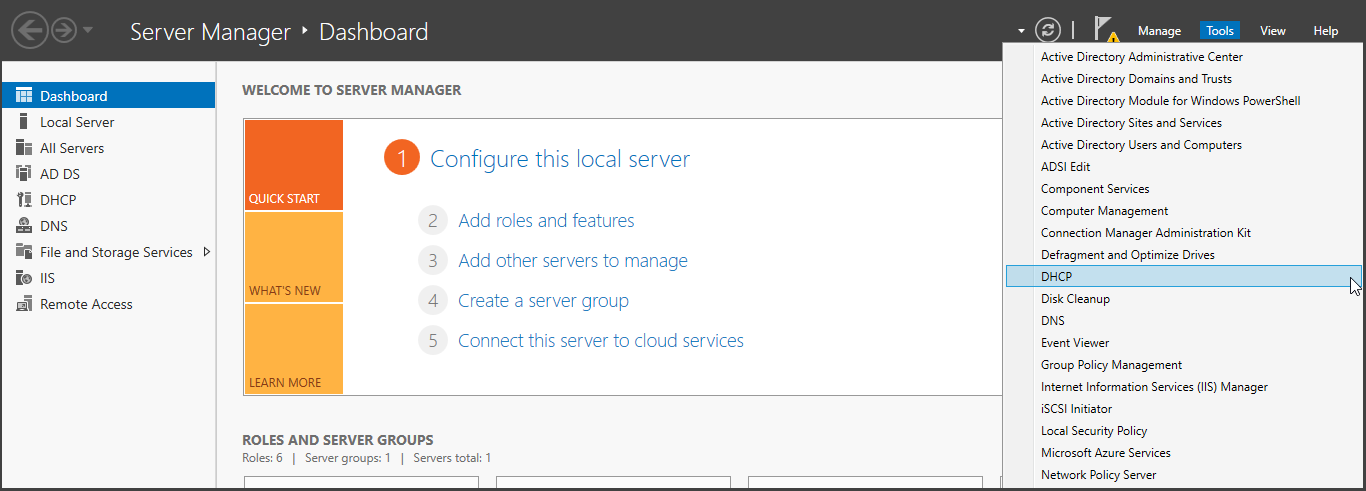 Server Manager ‣ Dashboard
Manage Tools View Help
Dashboard
Local Server
All Servers
AD DS
DHCP
DNS
File and Storage Services
IIS
Remote Access
WELCOME TO SERVER MANAGER
QUICK START
WHAT'S NEW
LEARN MORE
1 Configure this local server
2 Add roles and features
3 Add other servers to manage
4 Create a server group
5 Connect this server to cloud services
ROLES AND SERVER GROUPS
Roles: 6 | Server groups: 1 | Servers total: 1
Active Directory Administrative Center
Active Directory Domains and Trusts
Active Directory Module for Windows PowerShell
Active Directory Sites and Services
Active Directory Users and Computers
ADSI Edit
Component Services
Computer Management
Connection Manager Administration Kit
Defragment and Optimize Drives
DHCP
Disk Cleanup
DNS
Event Viewer
Group Policy Management
Internet Information Services (IIS) Manager
iSCSI Initiator
Local Security Policy
Microsoft Azure Services
Network Policy Server